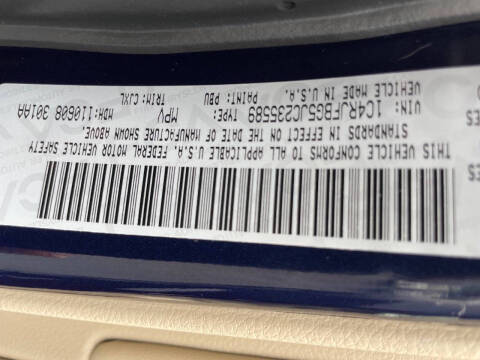 THIS VEHICLE CONFORMS TO ALL APPLICABLE U.S.A. FEDERAL MOTOR VEHICLE SAFETY
STANDARDS IN EFFECT ON THE DATE OF MANUFACTURE SHOWN ABOVE.
VIN: 1C4RJFBG5JC235589 TYPE: MPV MDH:110608 301AA
VEHICLE MADE IN U.S.A. PAINT: PBU TRIM: CJXL